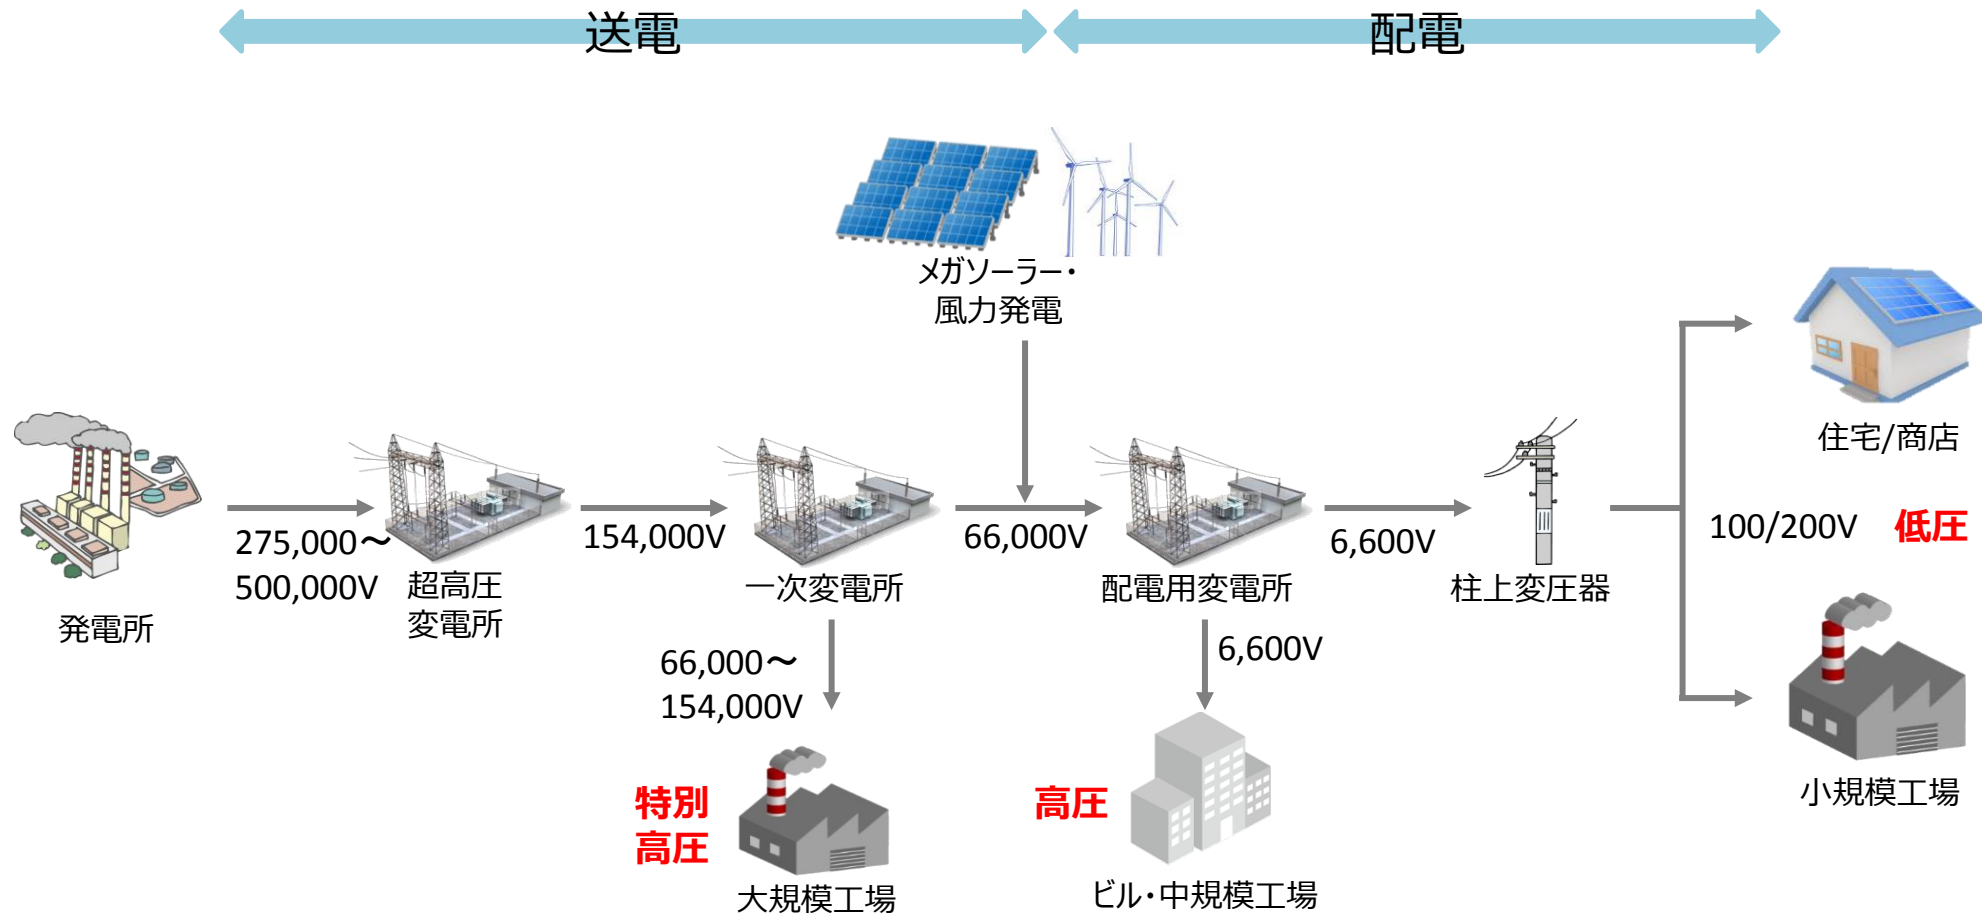 送電
配電
メガソーラー・
風力発電
住宅/商店
275,000～
500,000V
154,000V
66,000V
6,600V
100/200V
低圧
発電所
超高圧
変電所
一次変電所
配電用変電所
柱上変圧器
66,000～
154,000V
6,600V
特別
高圧
高圧
小規模工場
大規模工場
ビル・中規模工場